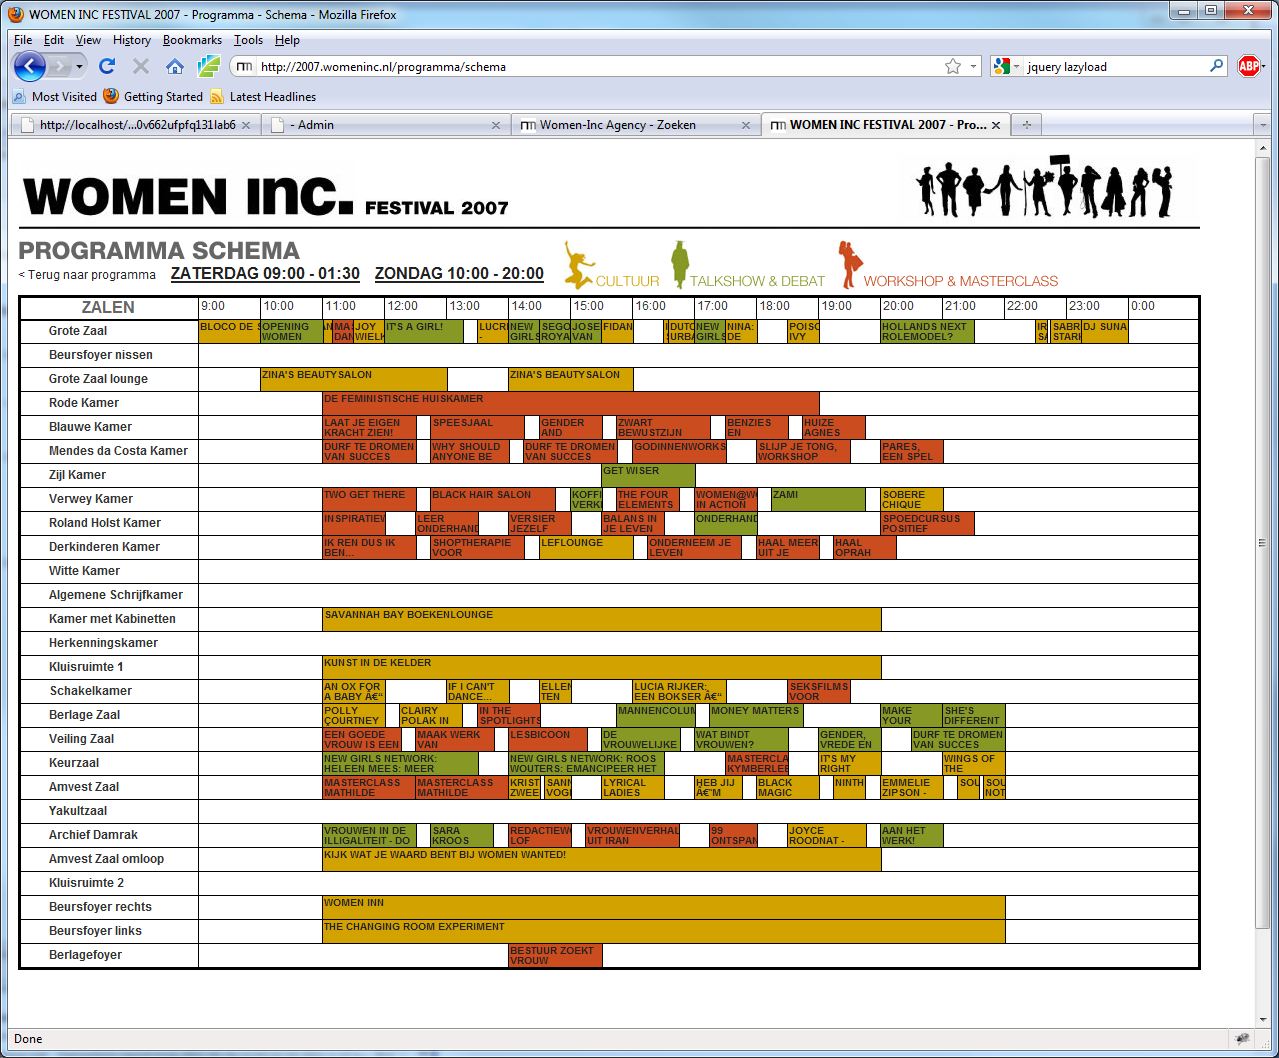 WOMEN INC FESTIVAL 2007 - Programma - Schema - Mozilla Firefox
File Edit View History Bookmarks Tools Help
http://2007.womeninc.nl/programma/schema
jquery lazyload
ABP
Most Visited Getting Started Latest Headlines
http://localhost/...0v662ufpfq131lab6
- Admin
Women-Inc Agency - Zoeken
WOMEN INC FESTIVAL 2007 - Pro...
WOMEN INC. FESTIVAL 2007
PROGRAMMA SCHEMA
< Terug naar programma ZATERDAG 09:00 - 01:30 ZONDAG 10:00 - 20:00
CULTUUR TALKSHOW & DEBAT WORKSHOP & MASTERCLASS
ZALEN 9:00 10:00 11:00 12:00 13:00 14:00 15:00 16:00 17:00 18:00 19:00 20:00 21:00 22:00 23:00 0:00
Grote Zaal
BLOCO DE OPENING MA JOY IT'S A GIRL! LUCRI NEW SEGO JOSE FIDAN DUTC NEW NINA: POISO HOLLANDS NEXT SABR DJ SUNA
WOMEN DAN WIELK - GIRLS ROYA VAN URBA GIRLS DE IVY ROLEMODEL? STARI
Beursfoyer nissen
Grote Zaal lounge
ZINA'S BEAUTYSALON ZINA'S BEAUTYSALON
Rode Kamer
DE FEMINISTISCHE HUISKAMER
Blauwe Kamer
LAAT JE EIGEN SPEESJAAL GENDER ZWART BENZIES HUIZE
KRACHT ZIEN! AND BEWUSTZIJN EN AGNES
Mendes da Costa Kamer
DURF TE DROMEN WHY SHOULD DURF TE DROMEN GODINNENWORKS SLIJP JE TONG, PARES,
VAN SUCCES ANYONE BE VAN SUCCES WORKSHOP EEN SPEL
Zijl Kamer
GET WISER
Verwey Kamer
TWO GET THERE BLACK HAIR SALON KOFFI THE FOUR WOMEN@W ZAMI SOBERE
VERKI ELEMENTS IN ACTION CHIQUE
Roland Holst Kamer
INSPIRATIEW LEER VERSIER BALANS IN ONDERHAND SPOEDCURSUS
ONDERHAND JEZELF JE LEVEN POSITIEF
Derkinderen Kamer
IK REN DUS IK SHOPTHERAPIE LEFLOUNGE ONDERNEEM JE HAAL MEER HAAL
BEN... VOOR LEVEN UIT JE OPRAH
Witte Kamer
Algemene Schrijfkamer
Kamer met Kabinetten
SAVANNAH BAY BOEKENLOUNGE
Herkenningskamer
Kluisruimte 1
KUNST IN DE KELDER
Schakelkamer
AN OX FOR IF I CAN'T ELLEN LUCIA RIJKER: SEKSFILMS
A BABY Â€“ DANCE... TEN EEN BOKSER Â€“ VOOR
Berlage Zaal
POLLY CLAIRY IN THE MANNENCOLUM MONEY MATTERS MAKE SHE'S
COURTNEY POLAK IN SPOTLIGHTS YOUR DIFFERENT
Veiling Zaal
EEN GOEDE MAAK WERK LESBICOON DE WAT BINDT GENDER, DURF TE DROMEN
VROUW IS EEN VAN VROUWELIJKE VROUWEN? VREDE EN VAN SUCCES
Keurzaal
NEW GIRLS NETWORK: NEW GIRLS NETWORK: ROOS MASTERCLA IT'S MY WINGS OF
HELEEN MEES: MEER WOUTERS: EMANCIPEER HET KYMBERLEE RIGHT THE
Amvest Zaal
MASTERCLASS MASTERCLASS KRIST SANN LYRICAL HEB JIJ BLACK NINTH EMMELIE SOU SOU
MATHILDE MATHILDE ZWEE VOGI LADIES Â€˜M MAGIC ZIPSON - NOT
Yakultzaal
Archief Damrak
VROUWEN IN DE SARA REDACTIEW VROUWENVERHAL 99 JOYCE AAN HET
ILLIGALITEIT - DO KROOS LOF UIT IRAN ONTSPAN ROODNAT - WERK!
Amvest Zaal omloop
KIJK WAT JE WAARD BENT BIJ WOMEN WANTED!
Kluisruimte 2
Beursfoyer rechts
WOMEN INN
Beursfoyer links
THE CHANGING ROOM EXPERIMENT
Berlagefoyer
BESTUUR ZOEKT
VROUW
Done